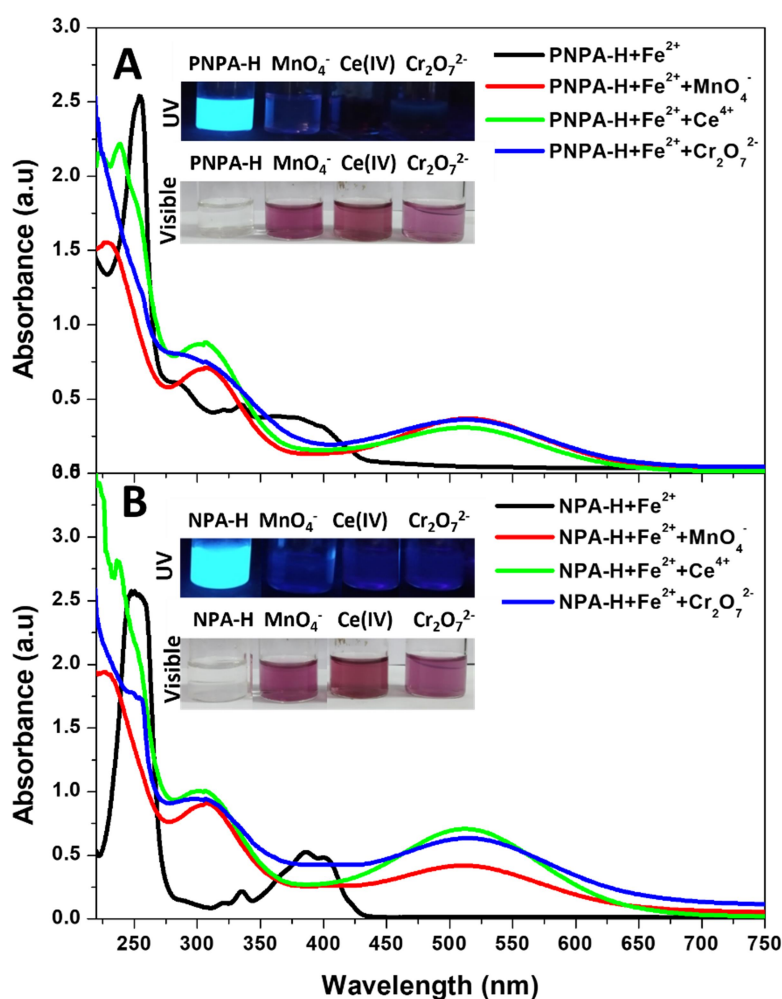 A
PNPA-H MnO₄⁻ Ce(IV) Cr₂O₇²⁻
UV
PNPA-H MnO₄⁻ Ce(IV) Cr₂O₇²⁻
Visible
PNPA-H+Fe²⁺
PNPA-H+Fe²⁺+MnO₄⁻
PNPA-H+Fe²⁺+Ce⁴⁺
PNPA-H+Fe²⁺+Cr₂O₇²⁻
Absorbance (a.u)
3.0
2.5
2.0
1.5
1.0
0.5
B
NPA-H MnO₄⁻ Ce(IV) Cr₂O₇²⁻
UV
NPA-H MnO₄⁻ Ce(IV) Cr₂O₇²⁻
Visible
NPA-H+Fe²⁺
NPA-H+Fe²⁺+MnO₄⁻
NPA-H+Fe²⁺+Ce⁴⁺
NPA-H+Fe²⁺+Cr₂O₇²⁻
Absorbance (a.u)
3.0
2.5
2.0
1.5
1.0
0.5
0.0
250 300 350 400 450 500 550 600 650 700 750
Wavelength (nm)